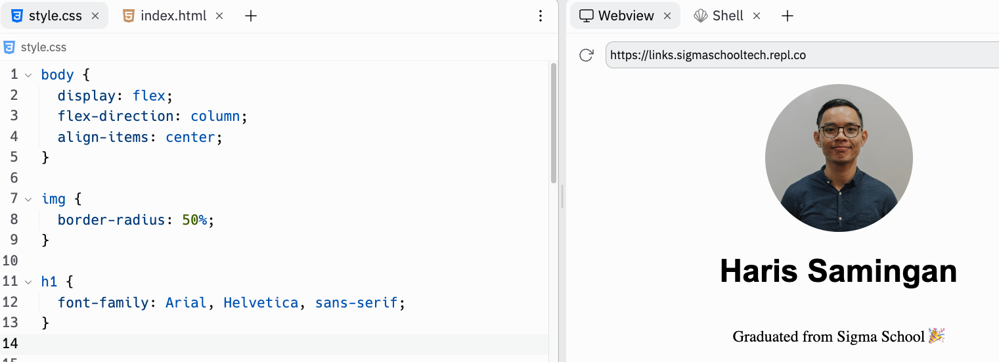 style.css × index.html × +
Webview × Shell × +
style.css
https://links.sigmaschooltech.repl.co
1 body {
2 display: flex;
3 flex-direction: column;
4 align-items: center;
5 }
6
7 img {
8 border-radius: 50%;
9 }
10
11 h1 {
12 font-family: Arial, Helvetica, sans-serif;
13 }
14
Haris Samingan
Graduated from Sigma School 🎉